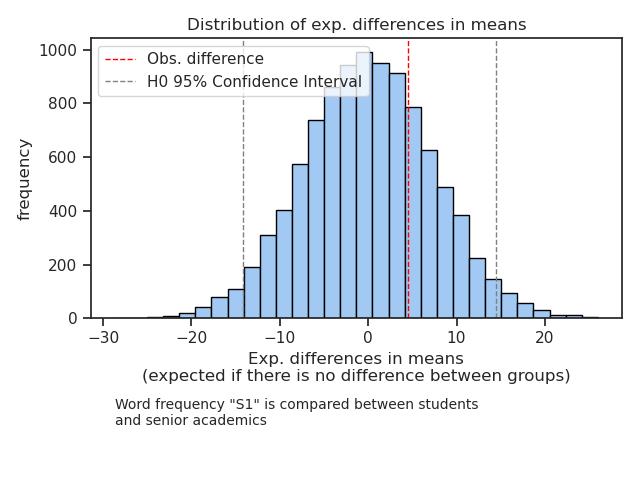 Distribution of exp. differences in means
Obs. difference
H0 95% Confidence Interval
frequency
1000
800
600
400
200
0
−30 −20 −10 0 10 20
Exp. differences in means
(expected if there is no difference between groups)
Word frequency "S1" is compared between students
and senior academics